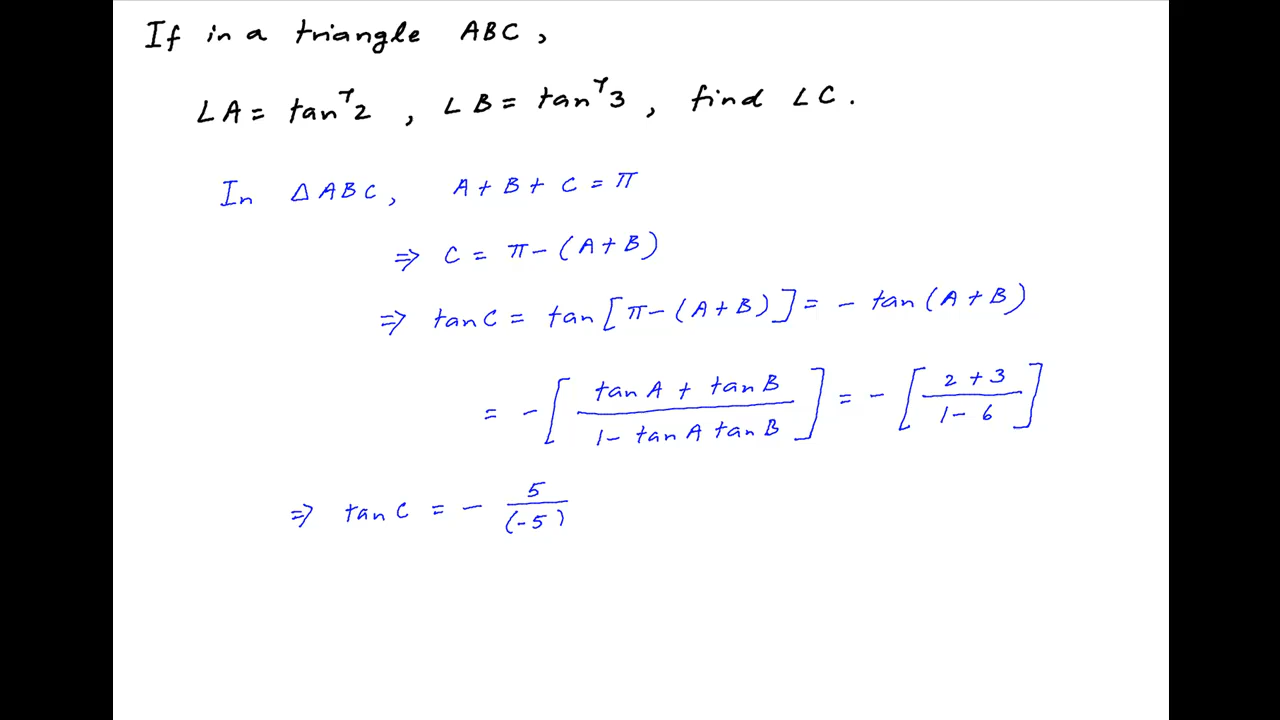 If in a triangle ABC,
∠A = tan⁻¹2, ∠B = tan⁻¹3, find ∠C.
In △ABC, A + B + C = π
⇒ C = π − (A + B)
⇒ tan C = tan[π − (A + B)] = − tan(A + B)
= − [(tan A + tan B) / (1 − tan A tan B)] = − [(2 + 3) / (1 − 6)]
⇒ tan C = − 5 / (−5)